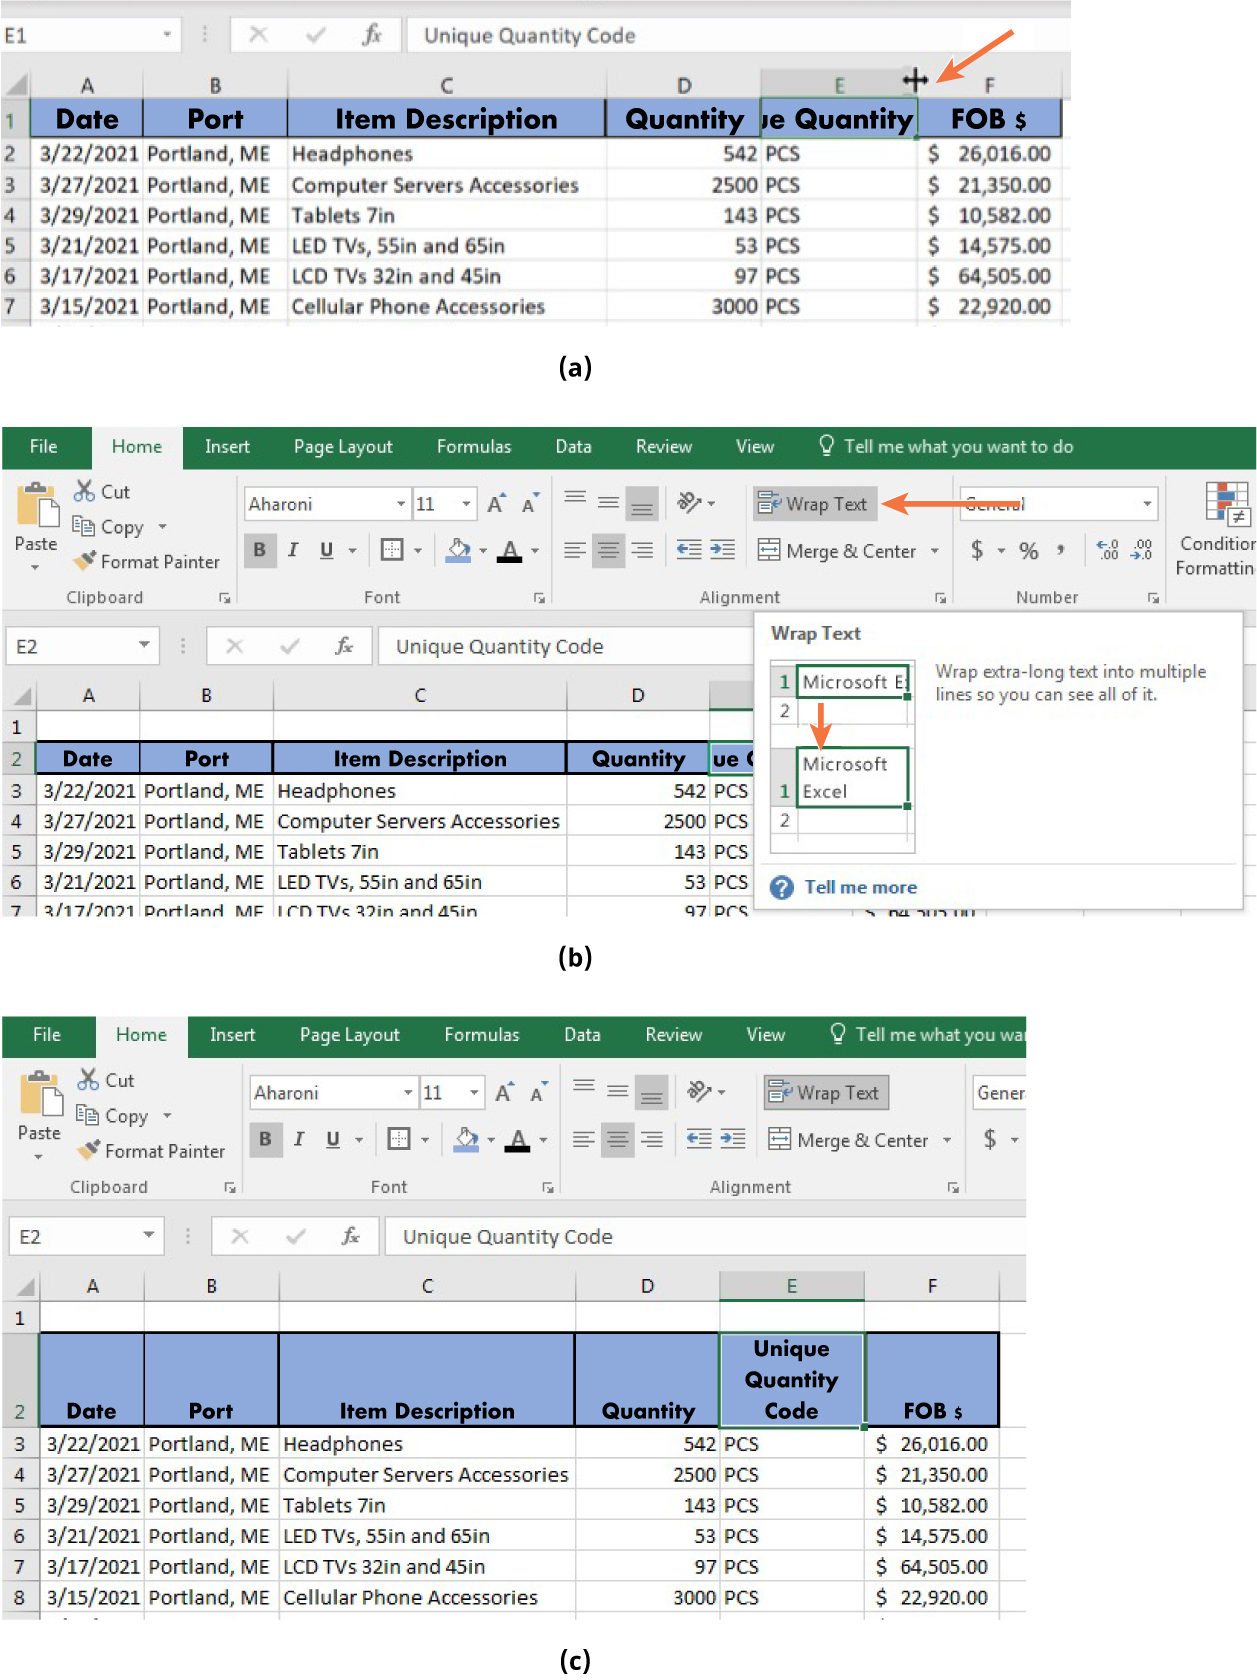 E1 fx Unique Quantity Code
A B C D E F
1 Date Port Item Description Quantity ue Quantity FOB $
2 3/22/2021 Portland, ME Headphones 542 PCS $ 26,016.00
3 3/27/2021 Portland, ME Computer Servers Accessories 2500 PCS $ 21,350.00
4 3/29/2021 Portland, ME Tablets 7in 143 PCS $ 10,582.00
5 3/21/2021 Portland, ME LED TVs, 55in and 65in 53 PCS $ 14,575.00
6 3/17/2021 Portland, ME LCD TVs 32in and 45in 97 PCS $ 64,505.00
7 3/15/2021 Portland, ME Cellular Phone Accessories 3000 PCS $ 22,920.00
(a)
File Home Insert Page Layout Formulas Data Review View Tell me what you want to do
Cut
Copy
Format Painter
Paste
Clipboard
Aharoni 11 A A
B I U A
Font
Wrap Text
Merge & Center
Alignment
General
$ % , .0 .00 .00 .0
Number
Condition
Formattin
E2 fx Unique Quantity Code
Wrap Text
Wrap extra-long text into multiple
lines so you can see all of it.
1 Microsoft E
2
Microsoft
1 Excel
2
Tell me more
A B C D
1
2 Date Port Item Description Quantity ue
3 3/22/2021 Portland, ME Headphones 542 PCS
4 3/27/2021 Portland, ME Computer Servers Accessories 2500 PCS
5 3/29/2021 Portland, ME Tablets 7in 143 PCS
6 3/21/2021 Portland, ME LED TVs, 55in and 65in 53 PCS
7 3/17/2021 Portland, ME LCD TVs 32in and 45in 97 PCS $ 64,505.00
(b)
File Home Insert Page Layout Formulas Data Review View Tell me what you wa
Cut
Copy
Format Painter
Paste
Clipboard
Aharoni 11 A A
B I U A
Font
Wrap Text
Merge & Center
Alignment
Gener
$
E2 fx Unique Quantity Code
A B C D E F
1
Unique
Quantity
2 Date Port Item Description Quantity Code FOB $
3 3/22/2021 Portland, ME Headphones 542 PCS $ 26,016.00
4 3/27/2021 Portland, ME Computer Servers Accessories 2500 PCS $ 21,350.00
5 3/29/2021 Portland, ME Tablets 7in 143 PCS $ 10,582.00
6 3/21/2021 Portland, ME LED TVs, 55in and 65in 53 PCS $ 14,575.00
7 3/17/2021 Portland, ME LCD TVs 32in and 45in 97 PCS $ 64,505.00
8 3/15/2021 Portland, ME Cellular Phone Accessories 3000 PCS $ 22,920.00
(c)